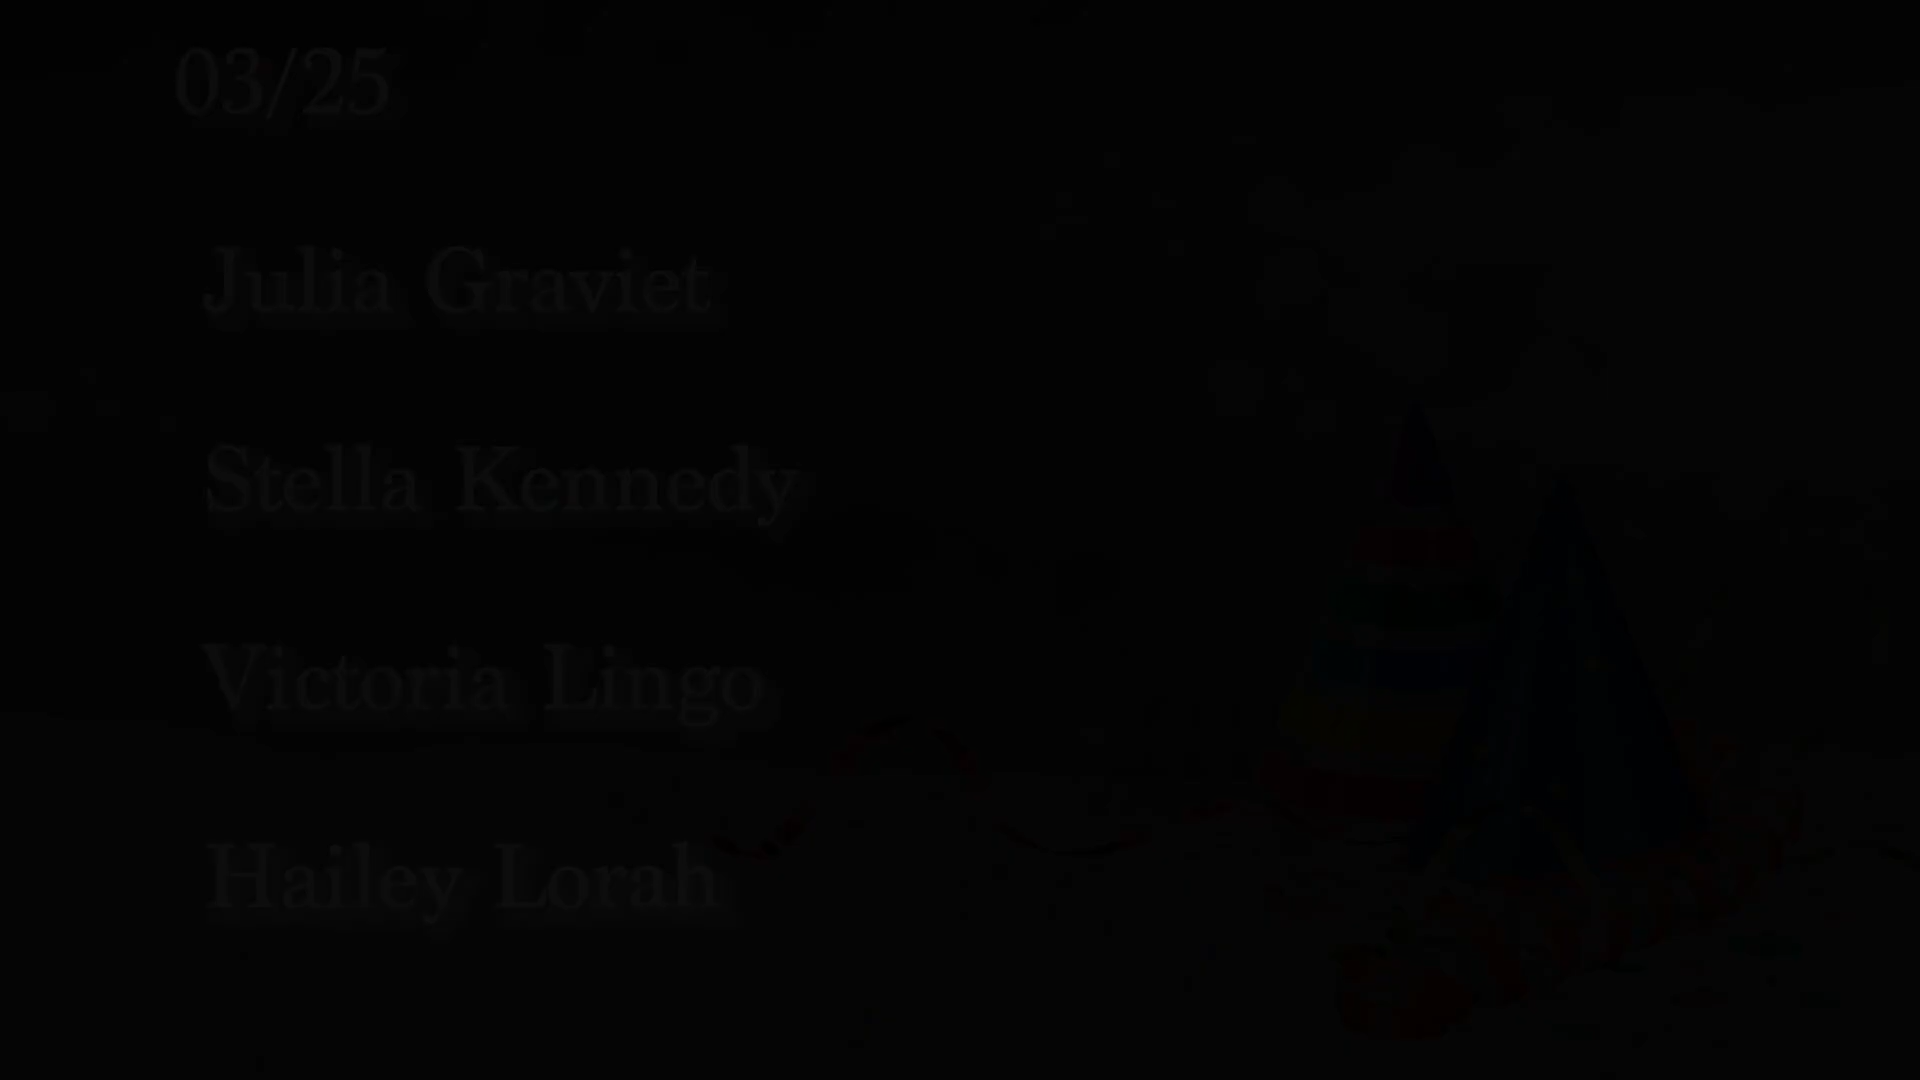 03/25
Julia Graviet
Stella Kennedy
Victoria Lingo
Hailey Lorah